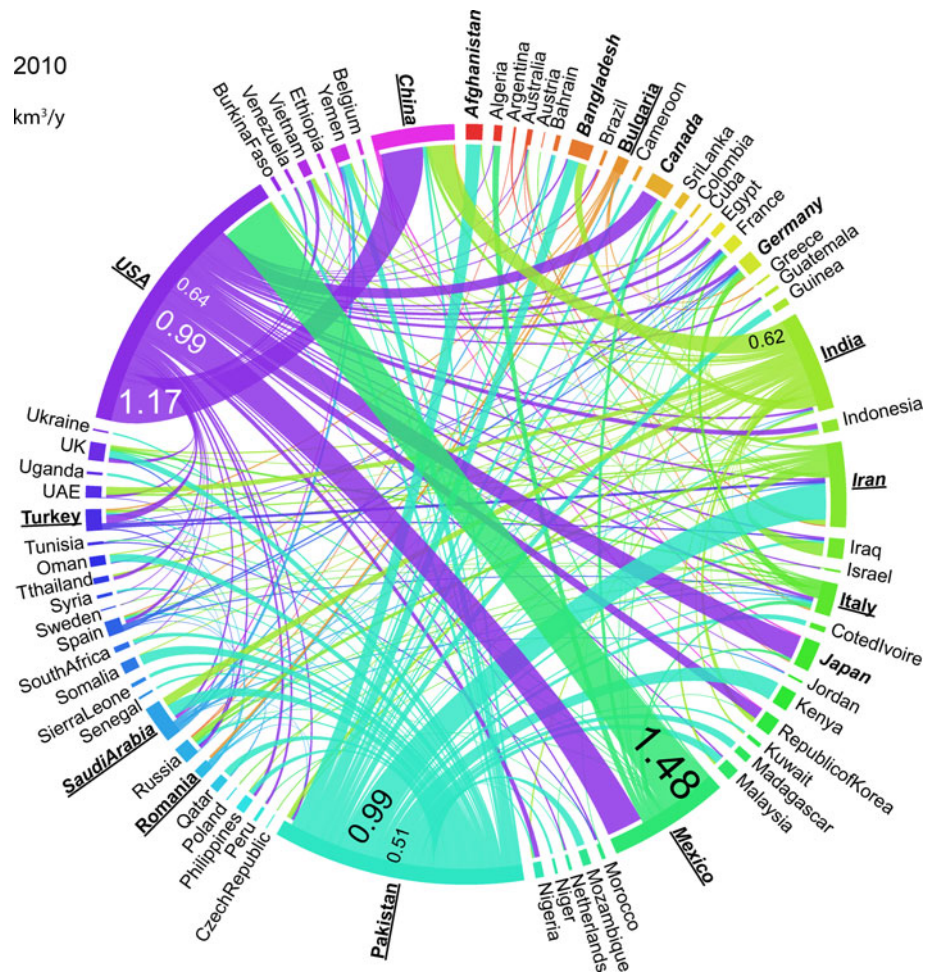 2010
km³/y
BurkinaFaso
Venezuela
Vietnam
Ethiopia
Yemen
Belgium
China
Afghanistan
Algeria
Argentina
Australia
Austria
Bahrain
Bangladesh
Brazil
Bulgaria
Cameroon
Canada
SriLanka
Colombia
Cuba
Egypt
France
Germany
Greece
Guatemala
Guinea
India
Indonesia
Iran
Iraq
Israel
Italy
CotedIvoire
Japan
Jordan
Kenya
RepublicofKorea
Kuwait
Madagascar
Malaysia
Mexico
Morocco
Mozambique
Netherlands
Niger
Nigeria
Pakistan
CzechRepublic
Peru
Philippines
Poland
Qatar
Romania
Russia
SaudiArabia
Senegal
SierraLeone
Somalia
SouthAfrica
Spain
Sweden
Syria
Tthailand
Oman
Tunisia
Turkey
UAE
Uganda
UK
Ukraine
USA
0.64
0.99
1.17
0.62
1.48
0.99
0.51